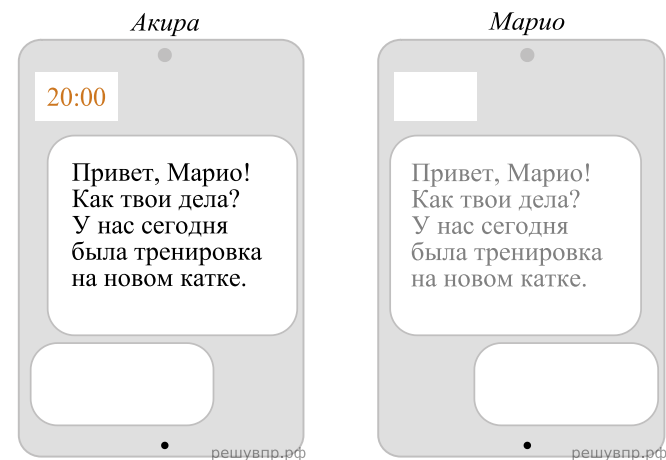 Акира
20:00
Привет, Марио!
Как твои дела?
У нас сегодня
была тренировка
на новом катке.
решувпр.рф
Марио
Привет, Марио!
Как твои дела?
У нас сегодня
была тренировка
на новом катке.
решувпр.рф